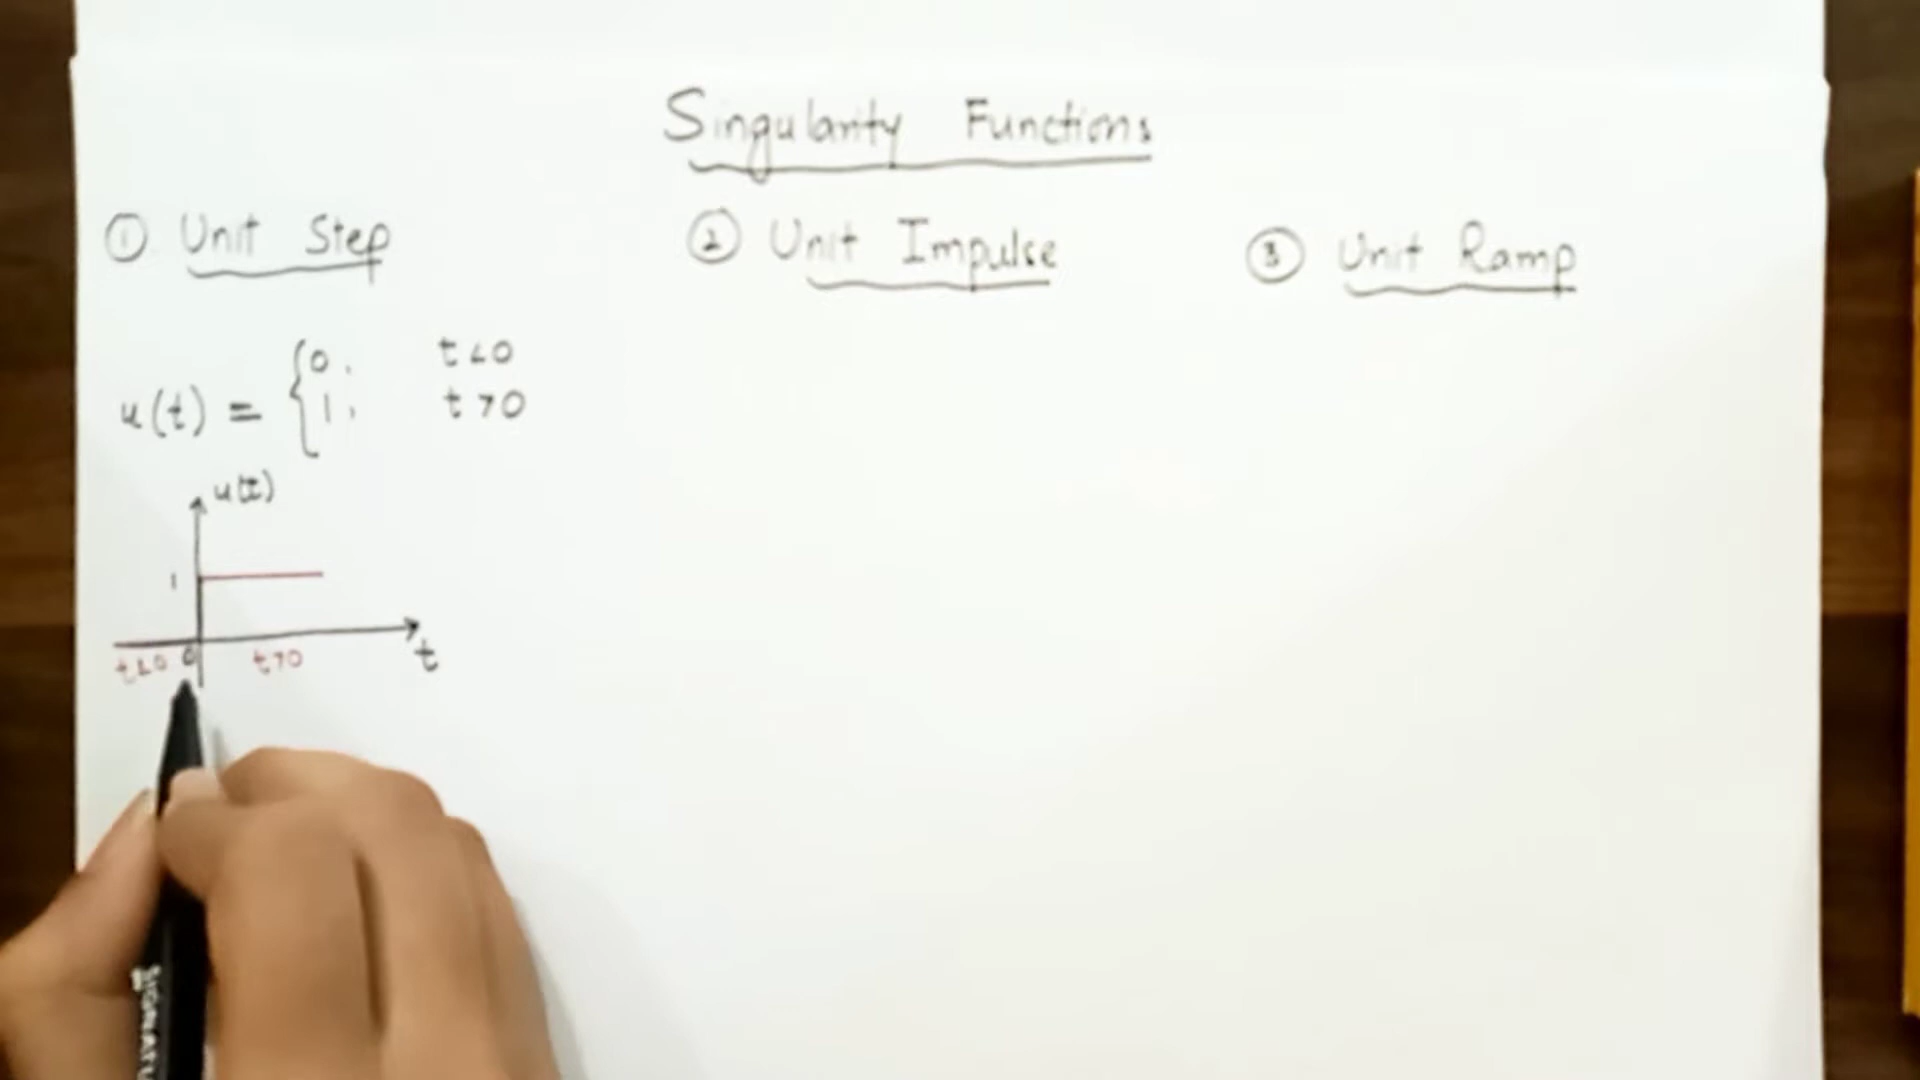 Singularity Functions
① Unit Step
② Unit Impulse
③ Unit Ramp
u(t) = { 0, t<0
1, t>0
u(t)
1
t<0 0 t>0 t